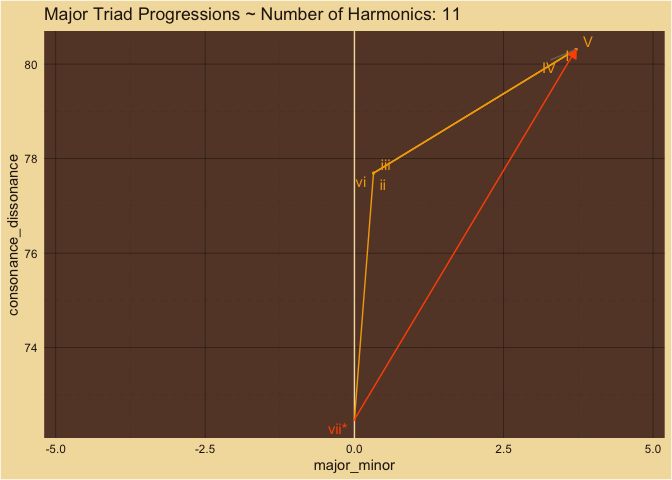 Major Triad Progressions ~ Number of Harmonics: 11
consonance_dissonance
80
78
76
74
V
I
IV
iii
vi
ii
vii*
-5.0
-2.5
0.0
2.5
5.0
major_minor